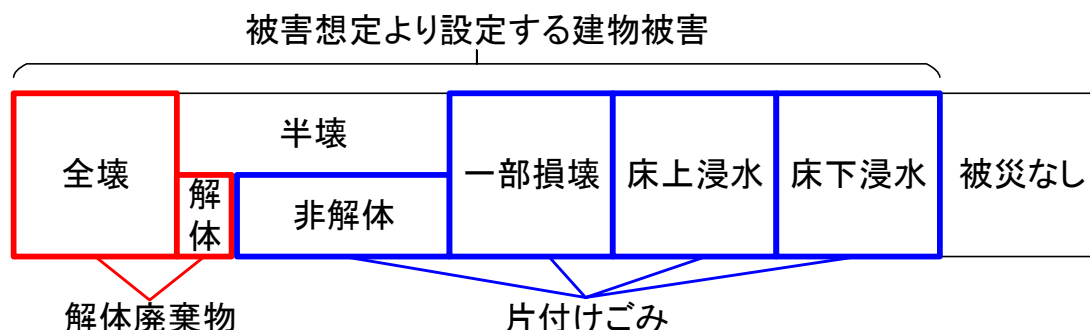 被害想定より設定する建物被害
全壊
半壊
解体
非解体
一部損壊
床上浸水
床下浸水
被災なし
解体廃棄物
片付けごみ